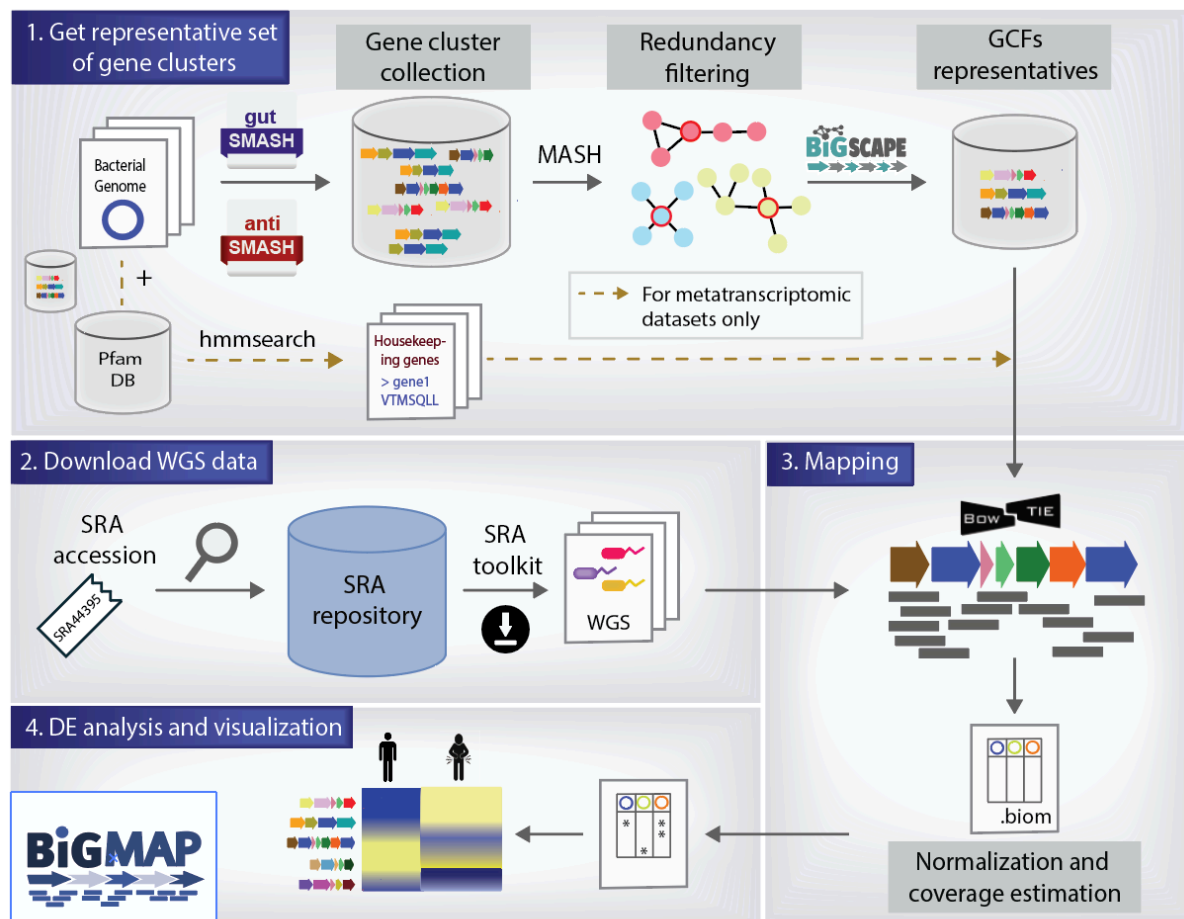 1. Get representative set
of gene clusters
Gene cluster
collection
Redundancy
filtering
GCFs
representatives
Bacterial
Genome
gut
SMASH
anti
SMASH
MASH
BiG SCAPE
+
Pfam
DB
hmmsearch
Housekeep-
ing genes
> gene1
VTMSQLL
For metatranscriptomic
datasets only
2. Download WGS data
SRA
accession
SRA44395
SRA
repository
SRA
toolkit
WGS
3. Mapping
BOW TIE
.biom
Normalization and
coverage estimation
4. DE analysis and visualization
BiGMAP
*
*
*
*